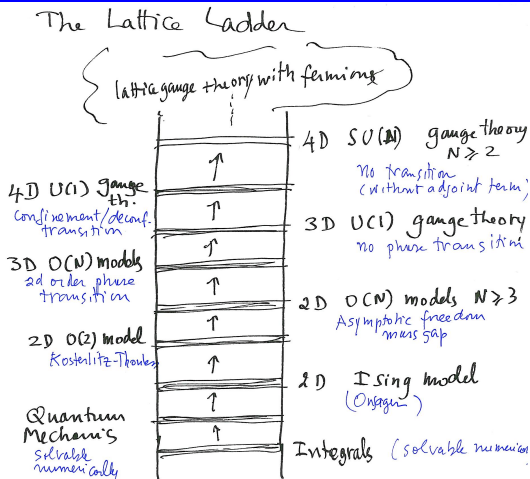 The Lattice Ladder
lattice gauge theory with fermions
4D SU(N) gauge theory
N ≥ 2
no transition
(without adjoint term)
4D U(1) gauge
th.
confinement/deconf.
transition
3D U(1) gauge theory
no phase transition
3D O(N) models
2d order phase
transition
2D O(N) models N ≥ 3
Asymptotic freedom
mass gap
2D O(2) model
Kosterlitz-Thouless
2D Ising model
(Onsager)
Quantum
Mechanics
solvable
numerically
Integrals (solvable